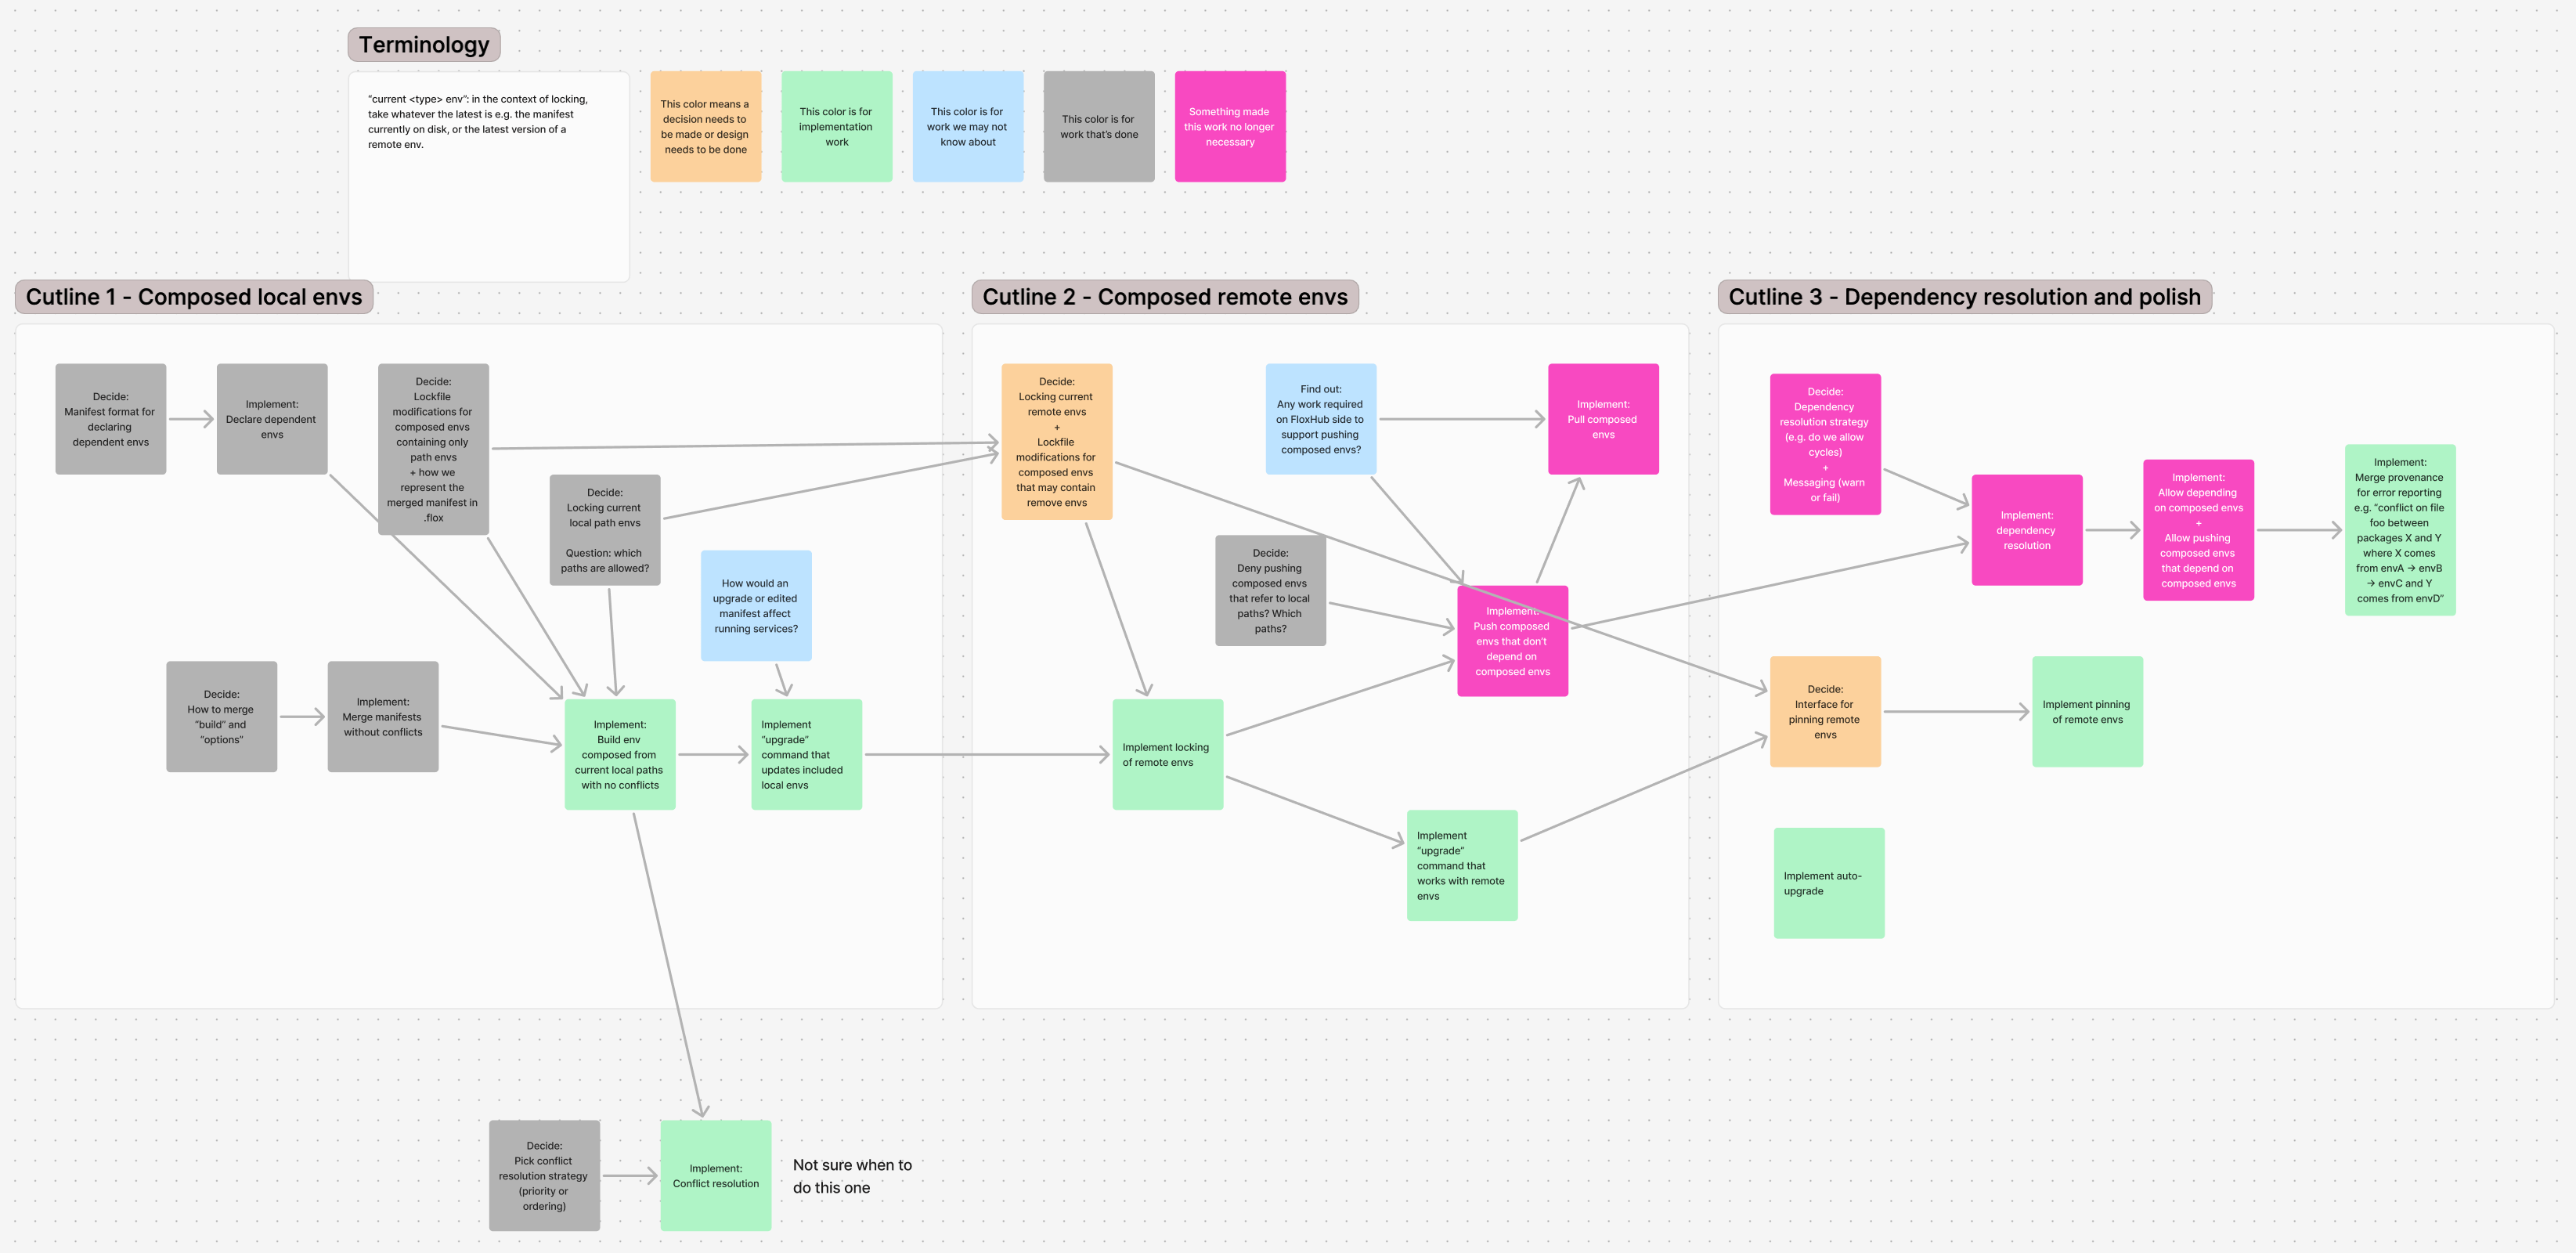 Terminology
“current <type> env”: in the context of locking,
take whatever the latest is e.g. the manifest
currently on disk, or the latest version of a
remote env.
This color means a
decision needs to
be made or design
needs to be done
This color is for
implementation
work
This color is for
work we may not
know about
This color is for
work that’s done
Something made
this work no longer
necessary
Cutline 1 - Composed local envs
Decide:
Manifest format for
declaring
dependent envs
Implement:
Declare dependent
envs
Decide:
Lockfile
modifications for
composed envs
containing only
path envs
+ how we
represent the
merged manifest in
.flox
Decide:
Locking current
local path envs
Question: which
paths are allowed?
How would an
upgrade or edited
manifest affect
running services?
Decide:
How to merge
“build” and
“options”
Implement:
Merge manifests
without conflicts
Implement:
Build env
composed from
current local paths
with no conflicts
Implement
“upgrade”
command that
updates included
local envs
Cutline 2 - Composed remote envs
Decide:
Locking current
remote envs
+
Lockfile
modifications for
composed envs
that may contain
remove envs
Find out:
Any work required
on FloxHub side to
support pushing
composed envs?
Implement:
Pull composed
envs
Decide:
Deny pushing
composed envs
that refer to local
paths? Which
paths?
Implement:
Push composed
envs that don’t
depend on
composed envs
Implement locking
of remote envs
Implement
“upgrade”
command that
works with remote
envs
Cutline 3 - Dependency resolution and polish
Decide:
Dependency
resolution strategy
(e.g. do we allow
cycles)
+
Messaging (warn
or fail)
Implement:
dependency
resolution
Implement:
Allow depending
on composed envs
+
Allow pushing
composed envs
that depend on
composed envs
Implement:
Merge provenance
for error reporting
e.g. “conflict on file
foo between
packages X and Y
where X comes
from envA → envB
→ envC and Y
comes from envD”
Decide:
Interface for
pinning remote
envs
Implement pinning
of remote envs
Implement auto-
upgrade
Decide:
Pick conflict
resolution strategy
(priority or
ordering)
Implement:
Conflict resolution
Not sure when to
do this one